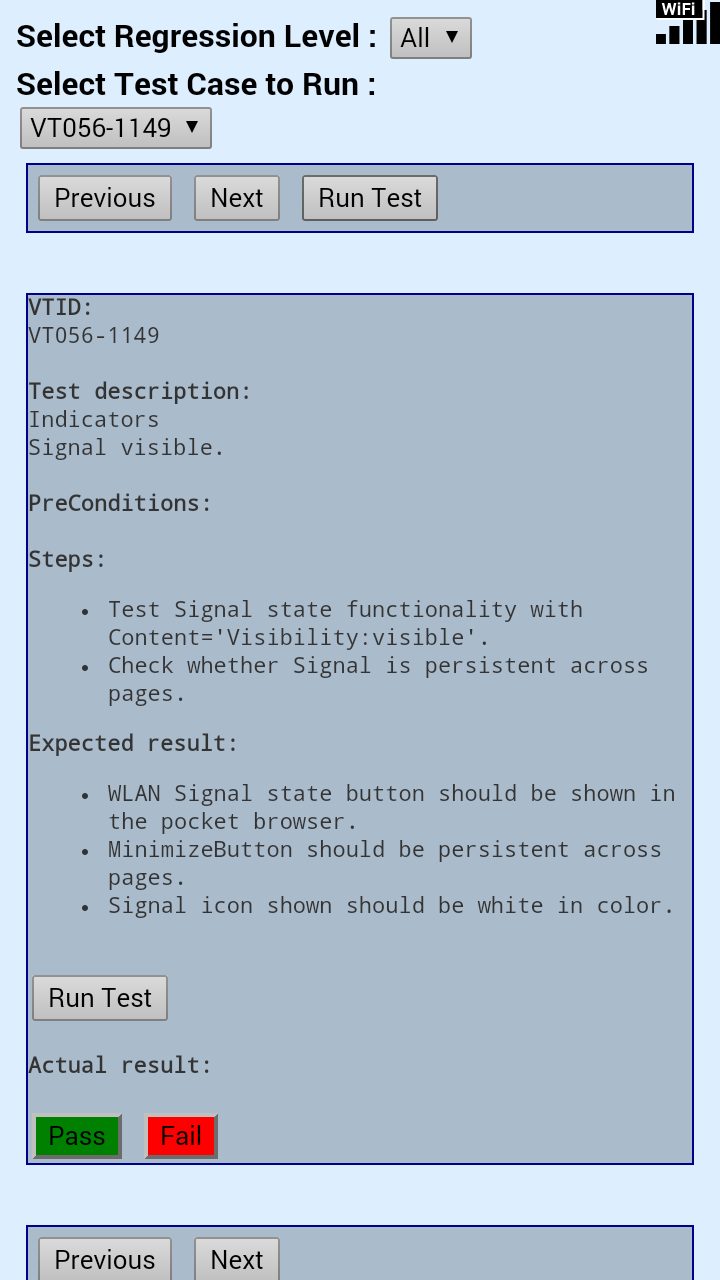 WiFi
Select Regression Level : All ▼
Select Test Case to Run :
VT056-1149 ▼
Previous Next Run Test
VTID:
VT056-1149
Test description:
Indicators
Signal visible.
PreConditions:
Steps:
• Test Signal state functionality with
Content='Visibility:visible'.
• Check whether Signal is persistent across
pages.
Expected result:
• WLAN Signal state button should be shown in
the pocket browser.
• MinimizeButton should be persistent across
pages.
• Signal icon shown should be white in color.
Run Test
Actual result:
Pass Fail
Previous Next